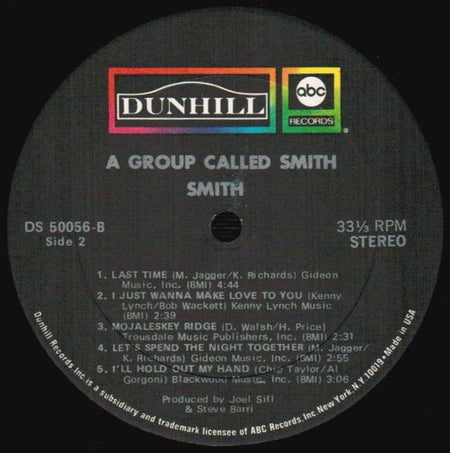 DUNHILL
abc
RECORDS
®
A GROUP CALLED SMITH
SMITH
DS 50056-B
Side 2
33⅓ RPM
STEREO
1. LAST TIME (M. Jagger/K. Richards) Gideon
Music, Inc. (BMI) 4:44
2. I JUST WANNA MAKE LOVE TO YOU (Kenny
Lynch/Bob Wackett) Kenny Lynch Music
(BMI) 2:39
3. MOJALESKEY RIDGE (D. Walsh/H. Price)
Trousdale Music Publishers, Inc. (BMI) 2:31
4. LET'S SPEND THE NIGHT TOGETHER (M. Jagger/
K. Richards) Gideon Music, Inc. (BMI) 2:55
5. I'LL HOLD OUT MY HAND (Chip Taylor/Al
Gorgoni) Blackwood Music, Inc. (BMI) 3:06
Produced by Joel Sill
& Steve Barri
Dunhill Records Inc. is a subsidiary and trademark licensee of ABC Records, Inc. New York, N.Y. 10019 • Made in USA